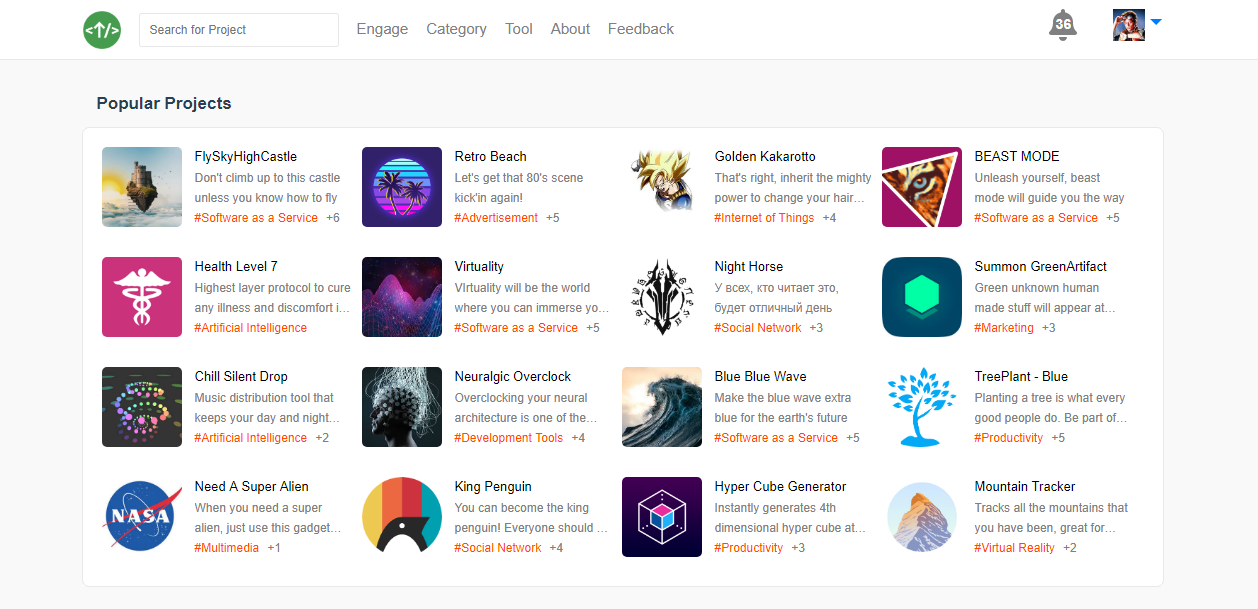 <↑/>
Search for Project
Engage
Category
Tool
About
Feedback
36
Popular Projects
FlySkyHighCastle
Don't climb up to this castle
unless you know how to fly
#Software as a Service +6
Retro Beach
Let's get that 80's scene
kick'in again!
#Advertisement +5
Golden Kakarotto
That's right, inherit the mighty
power to change your hair…
#Internet of Things +4
BEAST MODE
Unleash yourself, beast
mode will guide you the way
#Software as a Service +5
Health Level 7
Highest layer protocol to cure
any illness and discomfort i…
#Artificial Intelligence
Virtuality
VIrtuality will be the world
where you can immerse yo…
#Software as a Service +5
Night Horse
У всех, кто читает это,
будет отличный день
#Social Network +3
Summon GreenArtifact
Green unknown human
made stuff will appear at…
#Marketing +3
Chill Silent Drop
Music distribution tool that
keeps your day and night…
#Artificial Intelligence +2
Neuralgic Overclock
Overclocking your neural
architecture is one of the…
#Development Tools +4
Blue Blue Wave
Make the blue wave extra
blue for the earth's future
#Software as a Service +5
TreePlant - Blue
Planting a tree is what every
good people do. Be part of…
#Productivity +5
NASA
Need A Super Alien
When you need a super
alien, just use this gadget…
#Multimedia +1
King Penguin
You can become the king
penguin! Everyone should …
#Social Network +4
Hyper Cube Generator
Instantly generates 4th
dimensional hyper cube at…
#Productivity +3
Mountain Tracker
Tracks all the mountains that
you have been, great for…
#Virtual Reality +2